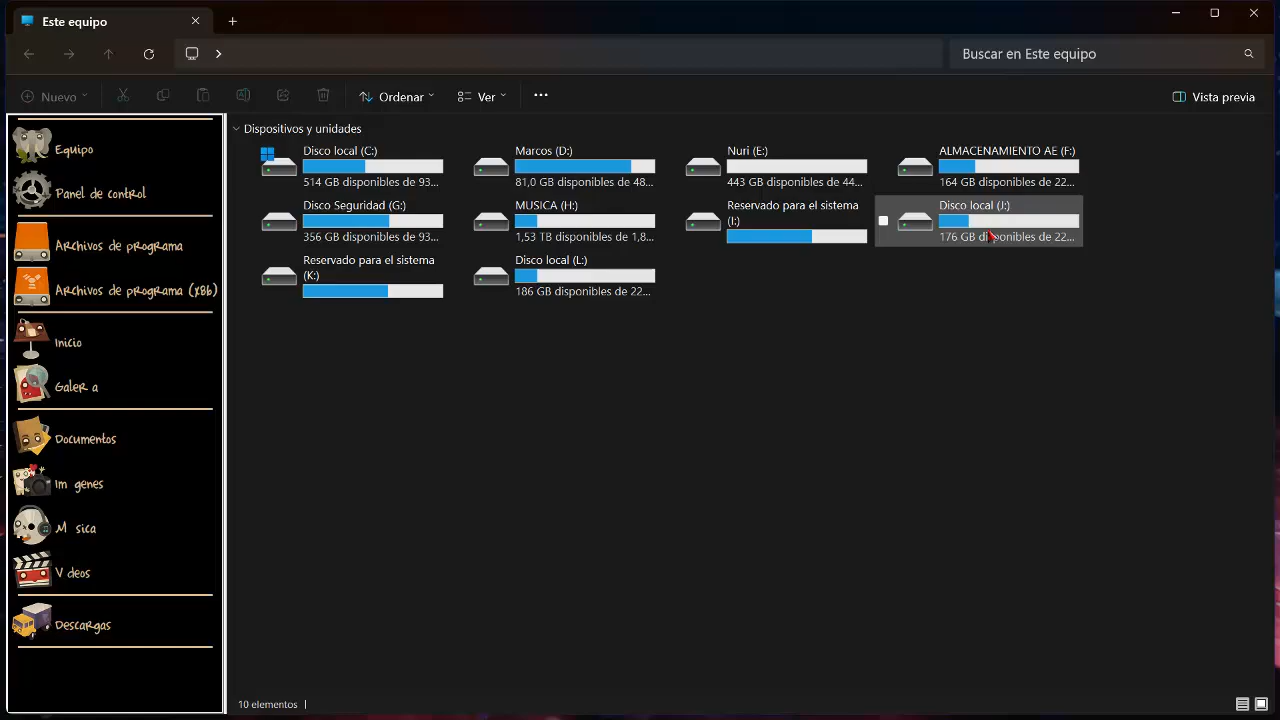 Este equipo
Buscar en Este equipo
Nuevo
Ordenar
Ver
Vista previa
Equipo
Panel de control
Archivos de programa
Archivos de programa (x86)
Inicio
Galer a
Documentos
Im genes
M sica
V deos
Descargas
Dispositivos y unidades
Disco local (C:)
514 GB disponibles de 93...
Marcos (D:)
81,0 GB disponibles de 48...
Nuri (E:)
443 GB disponibles de 44...
ALMACENAMIENTO AE (F:)
164 GB disponibles de 22...
Disco Seguridad (G:)
356 GB disponibles de 93...
MUSICA (H:)
1,53 TB disponibles de 1,8...
Reservado para el sistema
(I:)
Disco local (J:)
176 GB disponibles de 22...
Reservado para el sistema
(K:)
Disco local (L:)
186 GB disponibles de 22...
10 elementos